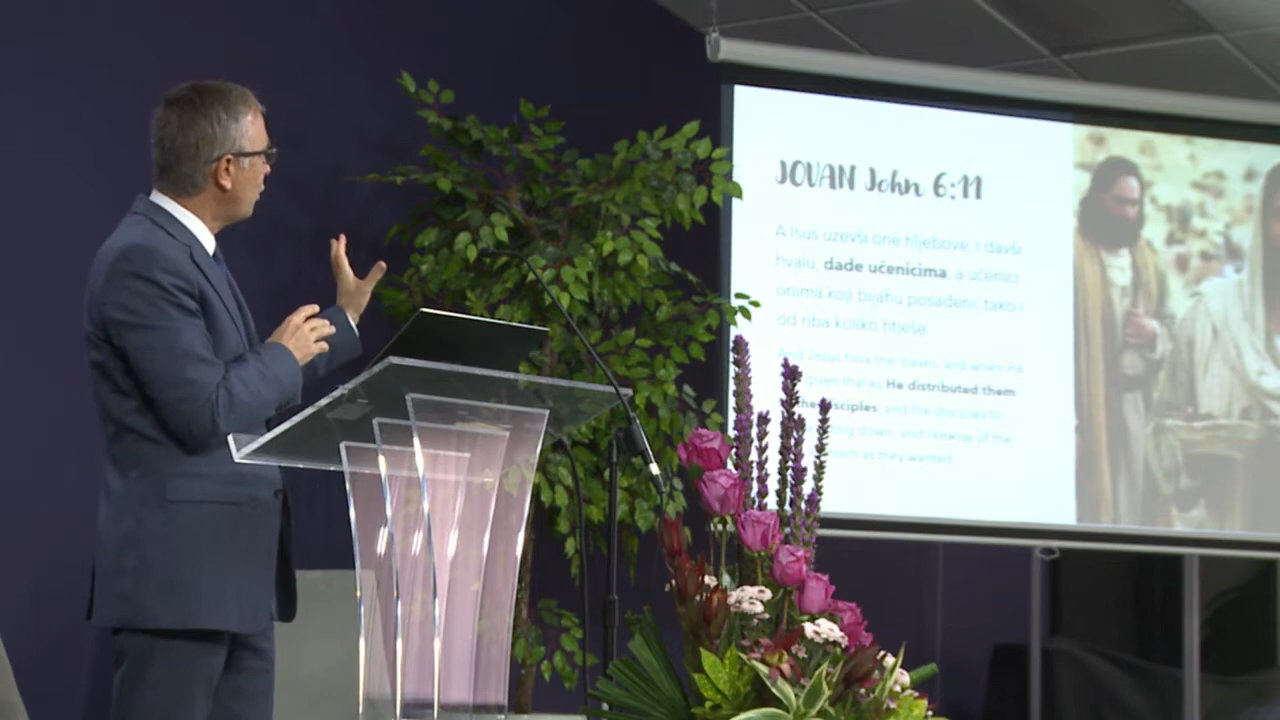 JOVAN John 6:11
A Isus uzevši one hljebove, i davši
hvalu, dade učenicima, a učenici
onima koji bijahu posađeni; tako i
od riba koliko htješe.
And Jesus took the loaves, and when He
given thanks He distributed them
the disciples, and the disciples to
down; and likewise of the
much as they wanted.